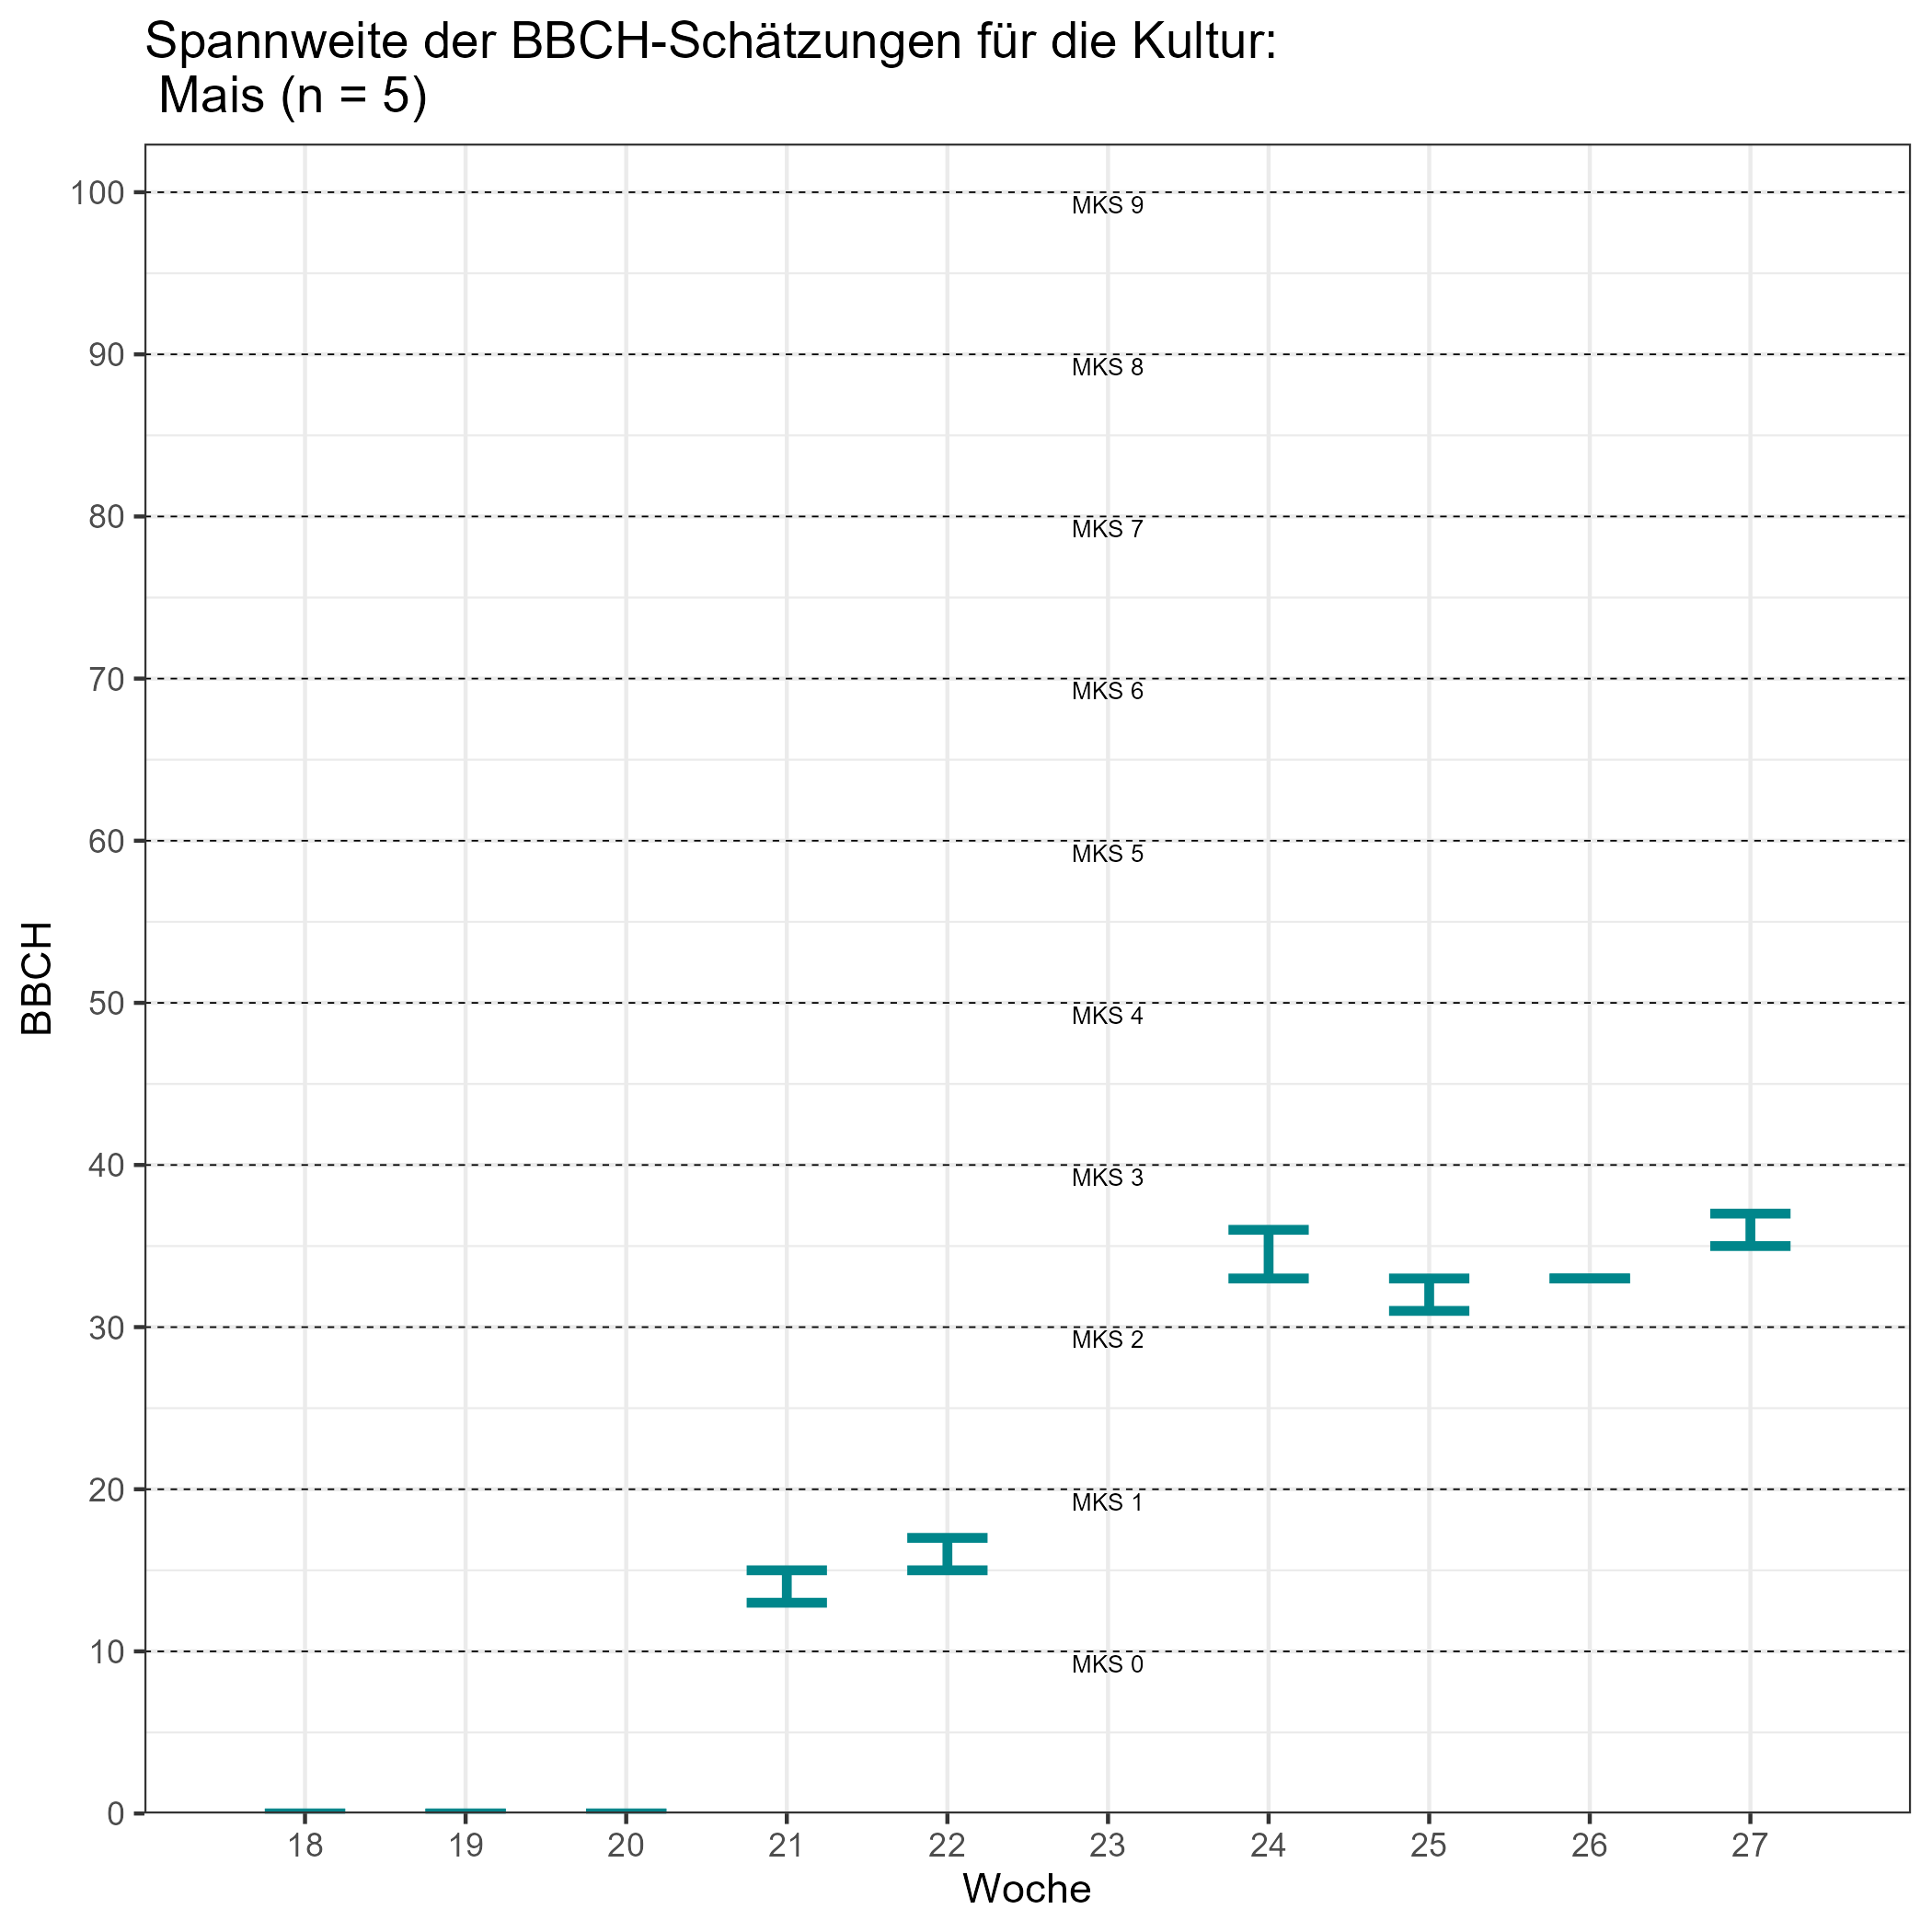 Spannweite der BBCH-Schätzungen für die Kultur:
Mais (n = 5)
100
MKS 9
90
MKS 8
80
MKS 7
70
MKS 6
60
MKS 5
BBCH
50
MKS 4
40
MKS 3
30
MKS 2
20
MKS 1
10
MKS 0
0
18 19 20 21 22 23 24 25 26 27
Woche